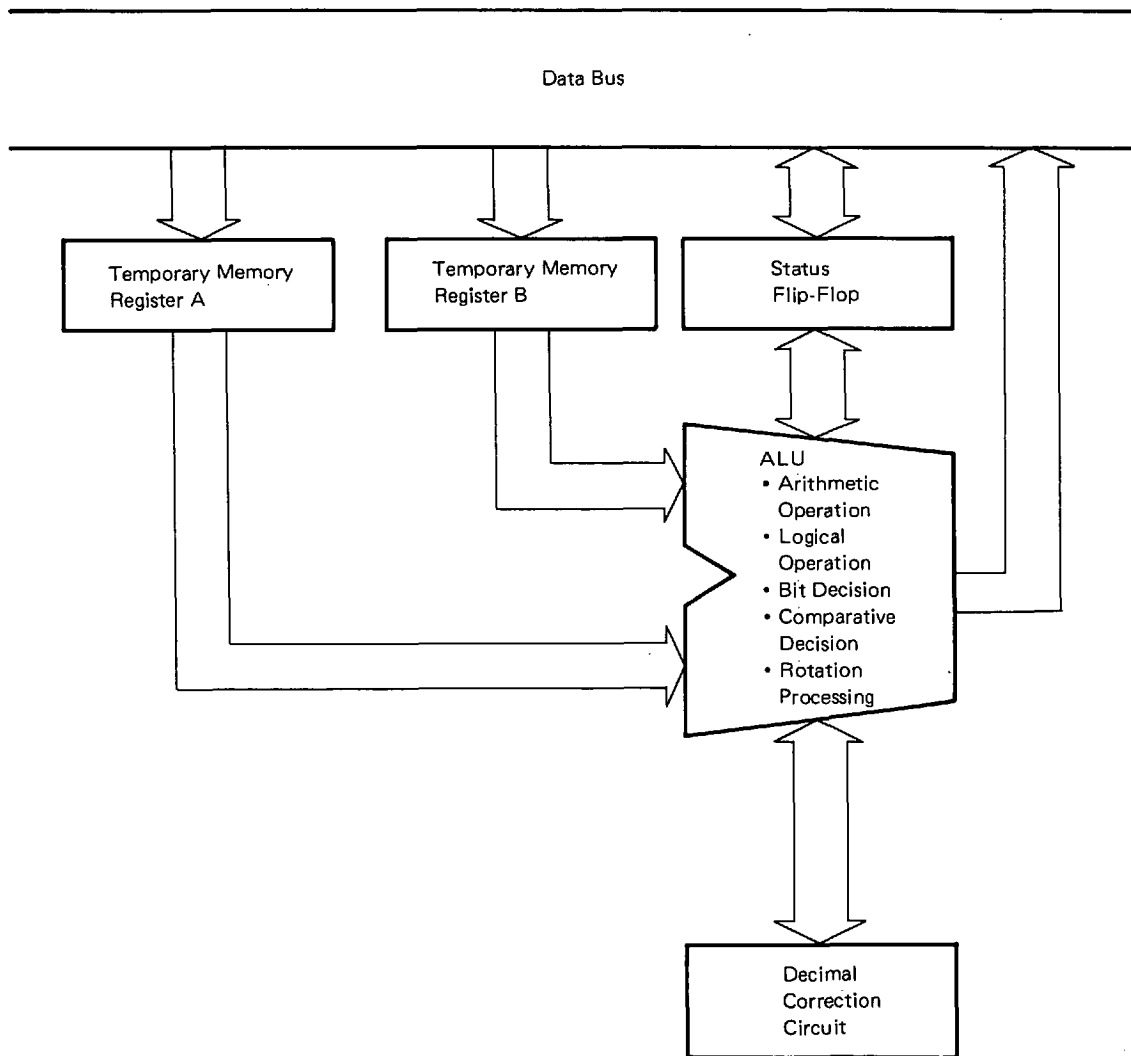 Data Bus
Temporary Memory
Register A
Temporary Memory
Register B
Status
Flip-Flop
ALU
• Arithmetic
Operation
• Logical
Operation
• Bit Decision
• Comparative
Decision
• Rotation
Processing
Decimal
Correction
Circuit